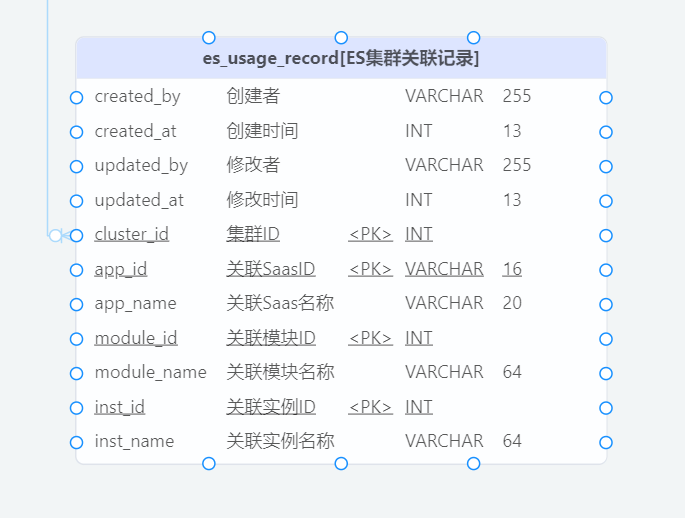 es_usage_record[ES集群关联记录]
created_by 创建者 VARCHAR 255
created_at 创建时间 INT 13
updated_by 修改者 VARCHAR 255
updated_at 修改时间 INT 13
cluster_id 集群ID <PK> INT
app_id 关联SaasID <PK> VARCHAR 16
app_name 关联Saas名称 VARCHAR 20
module_id 关联模块ID <PK> INT
module_name 关联模块名称 VARCHAR 64
inst_id 关联实例ID <PK> INT
inst_name 关联实例名称 VARCHAR 64